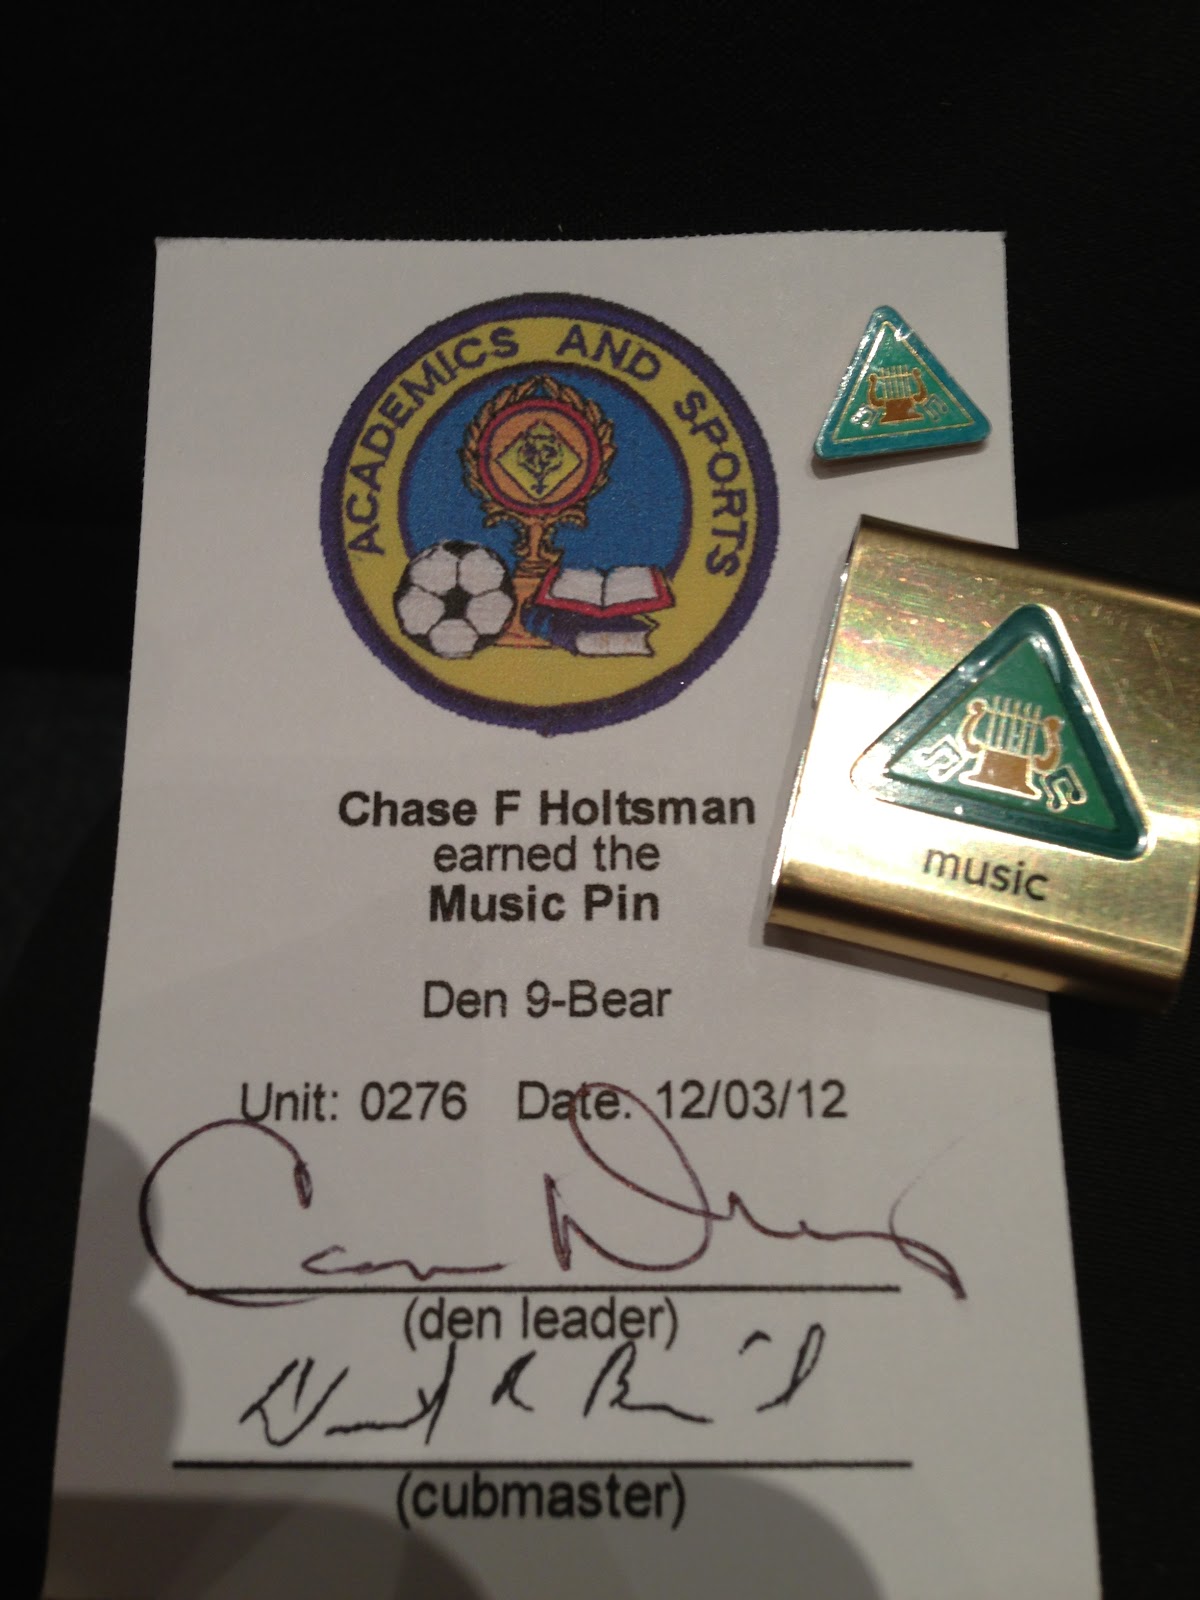 ACADEMICS AND SPORTS
Chase F Holtsman
earned the
Music Pin
music
Den 9-Bear
Unit: 0276 Date: 12/03/12
(den leader)
(cubmaster)